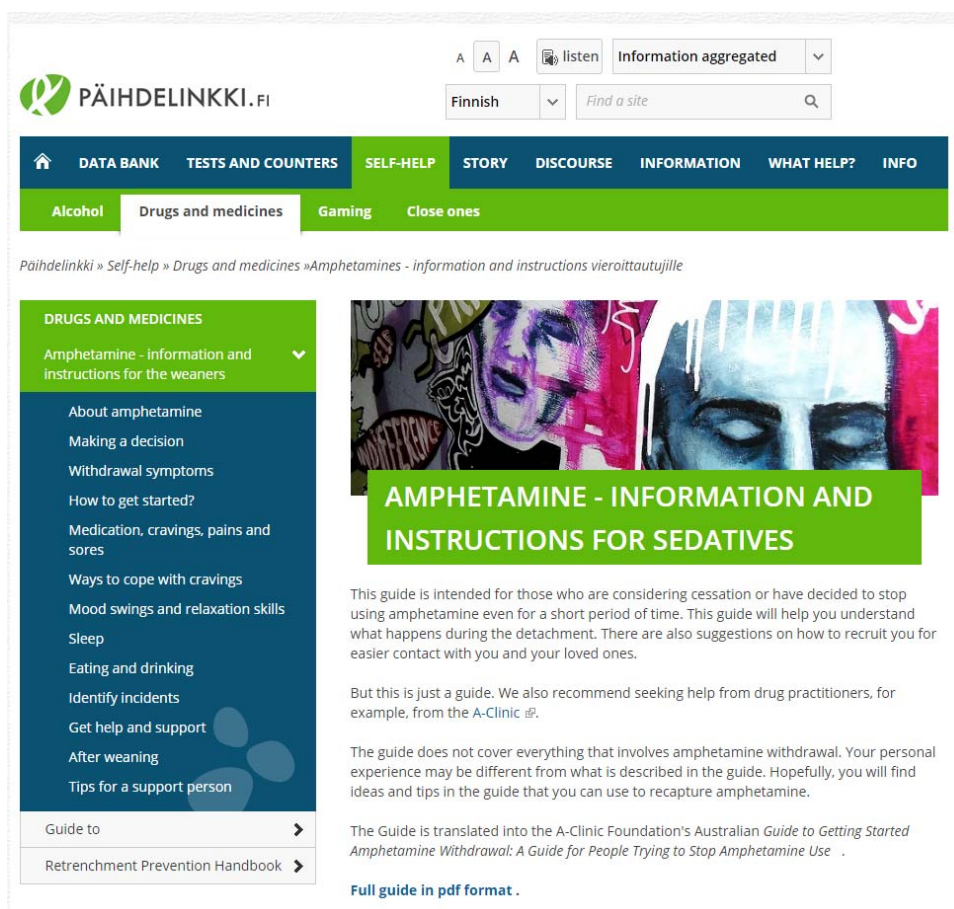 A A A listen Information aggregated
PÄIHDELINKKI.FI
Finnish Find a site
DATA BANK TESTS AND COUNTERS SELF-HELP STORY DISCOURSE INFORMATION WHAT HELP? INFO
Alcohol Drugs and medicines Gaming Close ones
Päihdelinkki » Self-help » Drugs and medicines »Amphetamines - information and instructions vieroittautujille
DRUGS AND MEDICINES
Amphetamine - information and
instructions for the weaners
About amphetamine
Making a decision
Withdrawal symptoms
How to get started?
Medication, cravings, pains and
sores
Ways to cope with cravings
Mood swings and relaxation skills
Sleep
Eating and drinking
Identify incidents
Get help and support
After weaning
Tips for a support person
Guide to
Retrenchment Prevention Handbook
INDIFFERENCE
AMPHETAMINE - INFORMATION AND
INSTRUCTIONS FOR SEDATIVES
This guide is intended for those who are considering cessation or have decided to stop
using amphetamine even for a short period of time. This guide will help you understand
what happens during the detachment. There are also suggestions on how to recruit you for
easier contact with you and your loved ones.
But this is just a guide. We also recommend seeking help from drug practitioners, for
example, from the A-Clinic .
The guide does not cover everything that involves amphetamine withdrawal. Your personal
experience may be different from what is described in the guide. Hopefully, you will find
ideas and tips in the guide that you can use to recapture amphetamine.
The Guide is translated into the A-Clinic Foundation's Australian Guide to Getting Started
Amphetamine Withdrawal: A Guide for People Trying to Stop Amphetamine Use .
Full guide in pdf format .